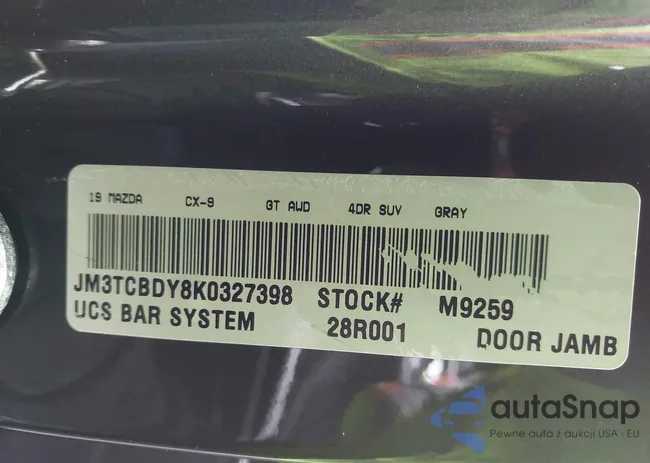 19 MAZDA CX-9 GT AWD 4DR SUV GRAY
JM3TCBDY8K0327398 STOCK# M9259
UCS BAR SYSTEM 28R001 DOOR JAMB
autaSnap
Pewne auta z aukcji USA · EU